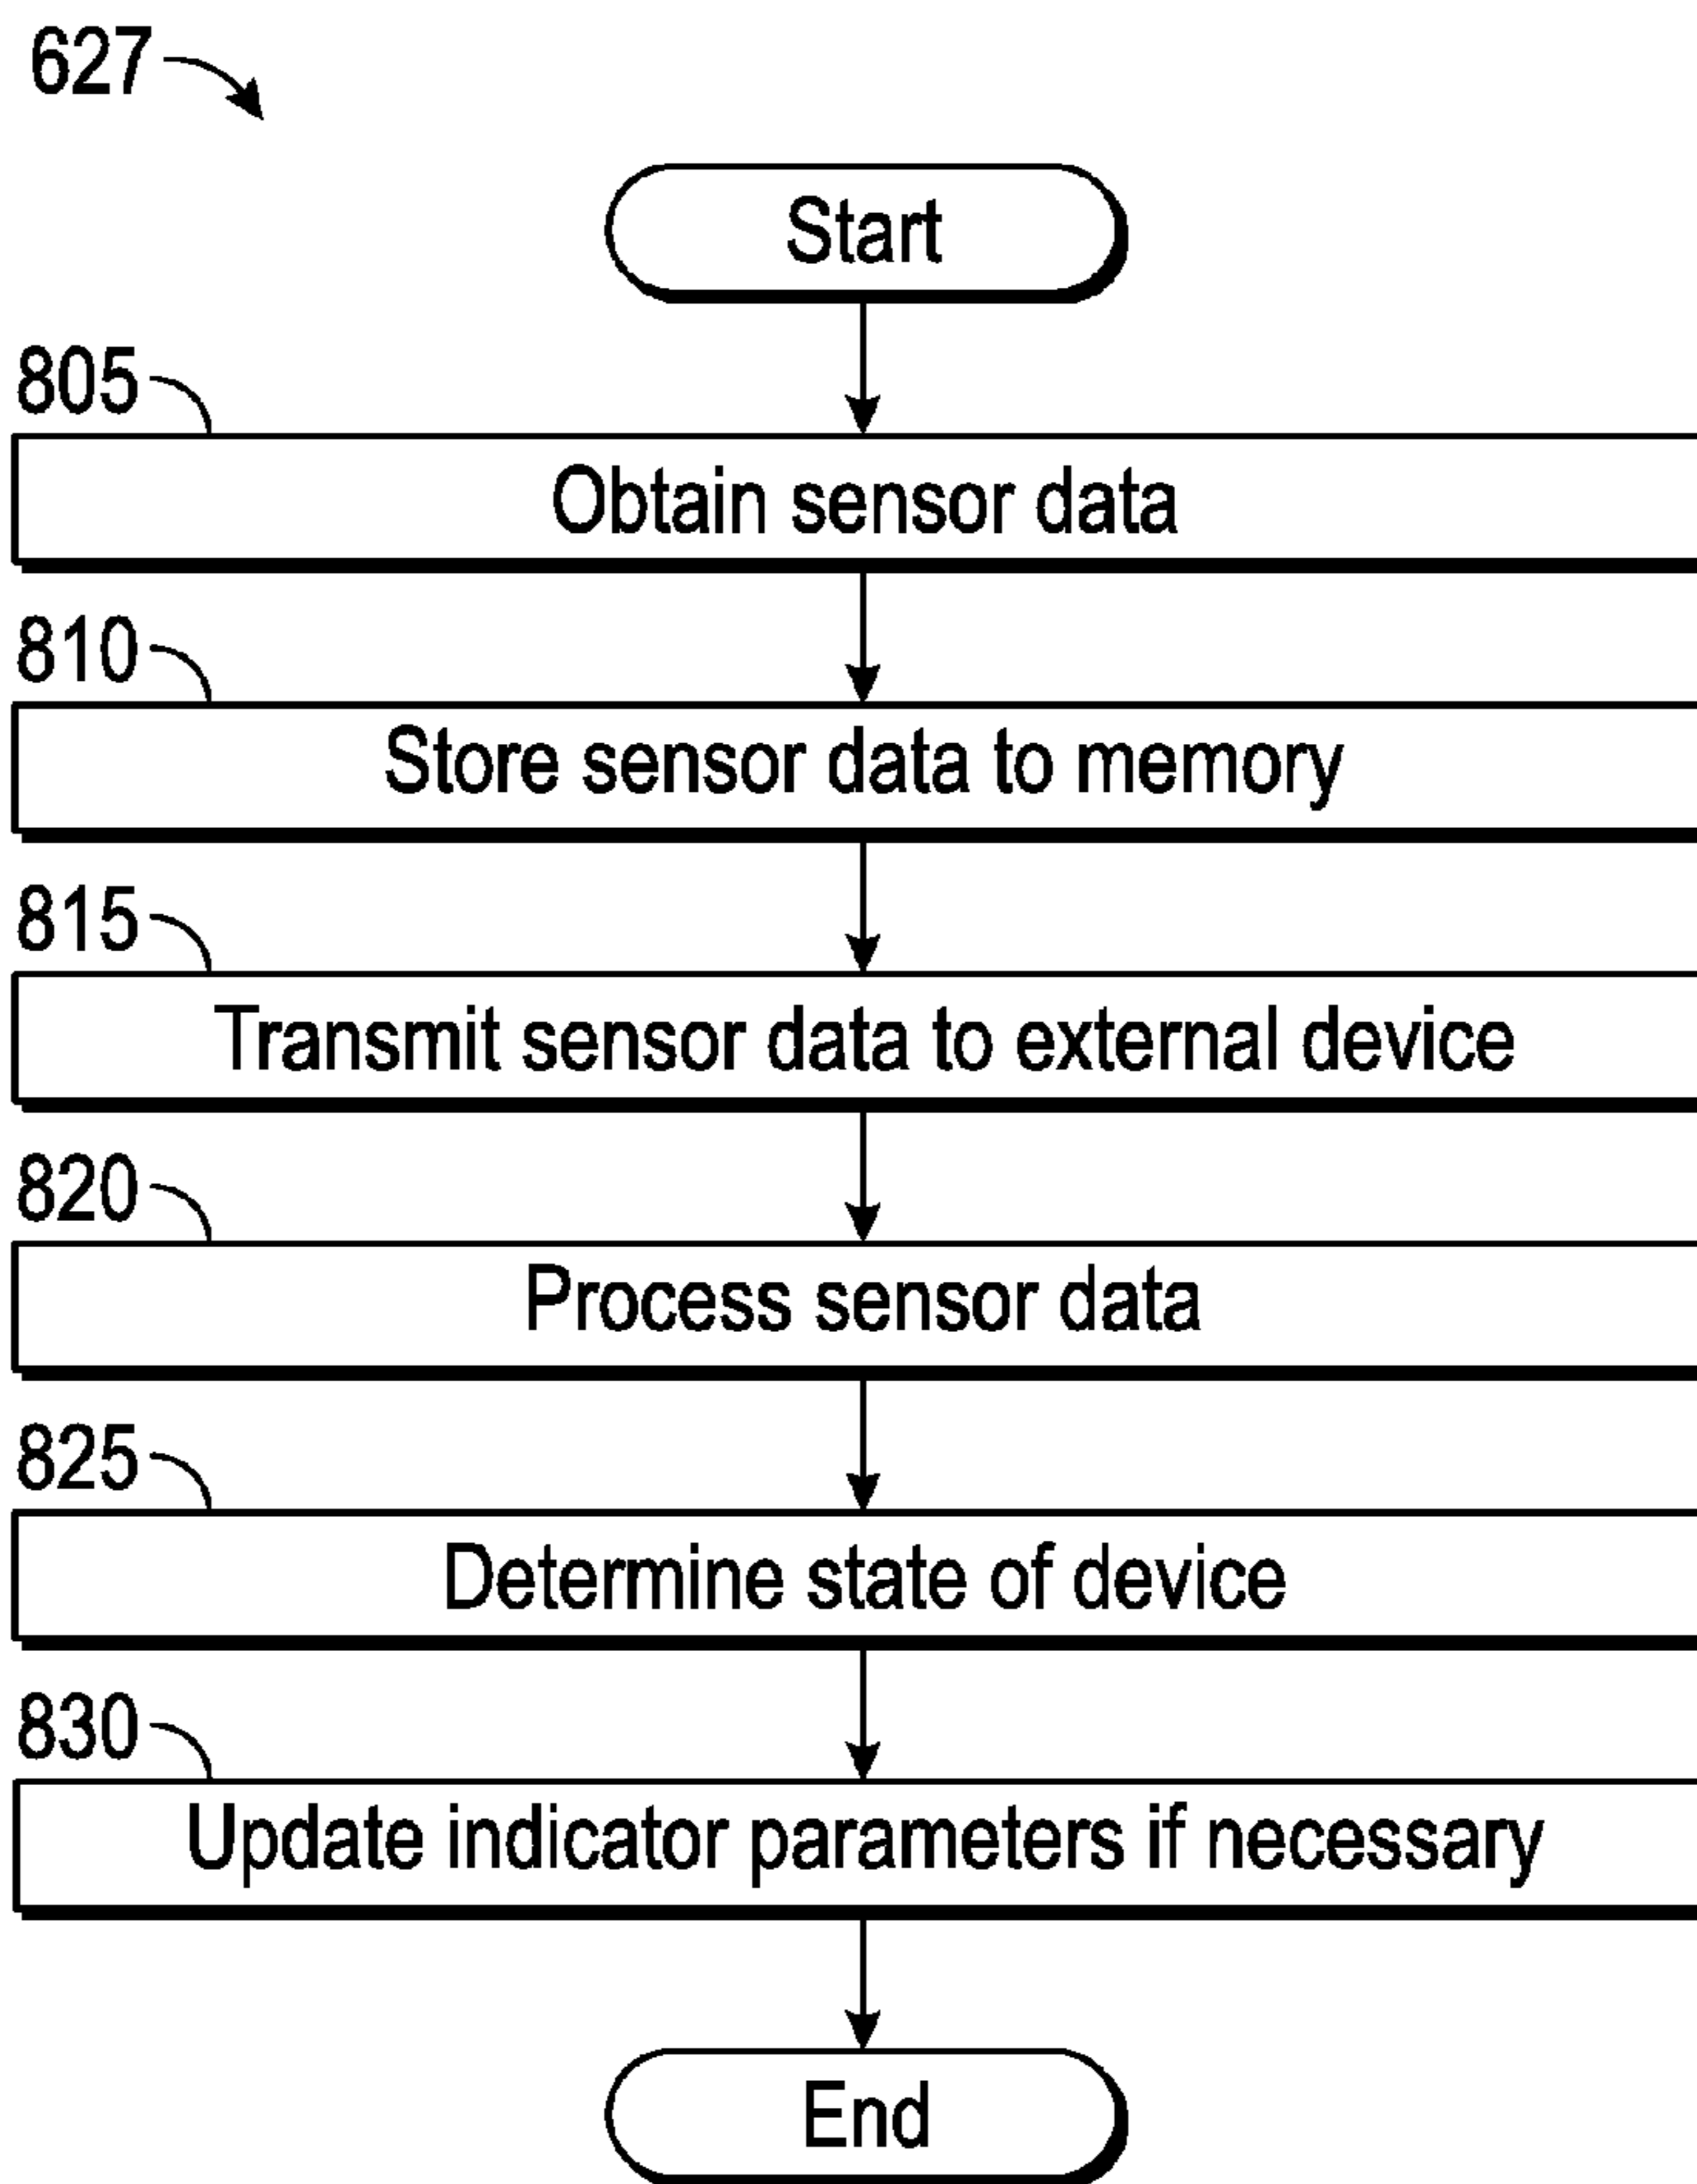 627
Start
805
Obtain sensor data
810
Store sensor data to memory
815
Transmit sensor data to external device
820
Process sensor data
825
Determine state of device
830
Update indicator parameters if necessary
End